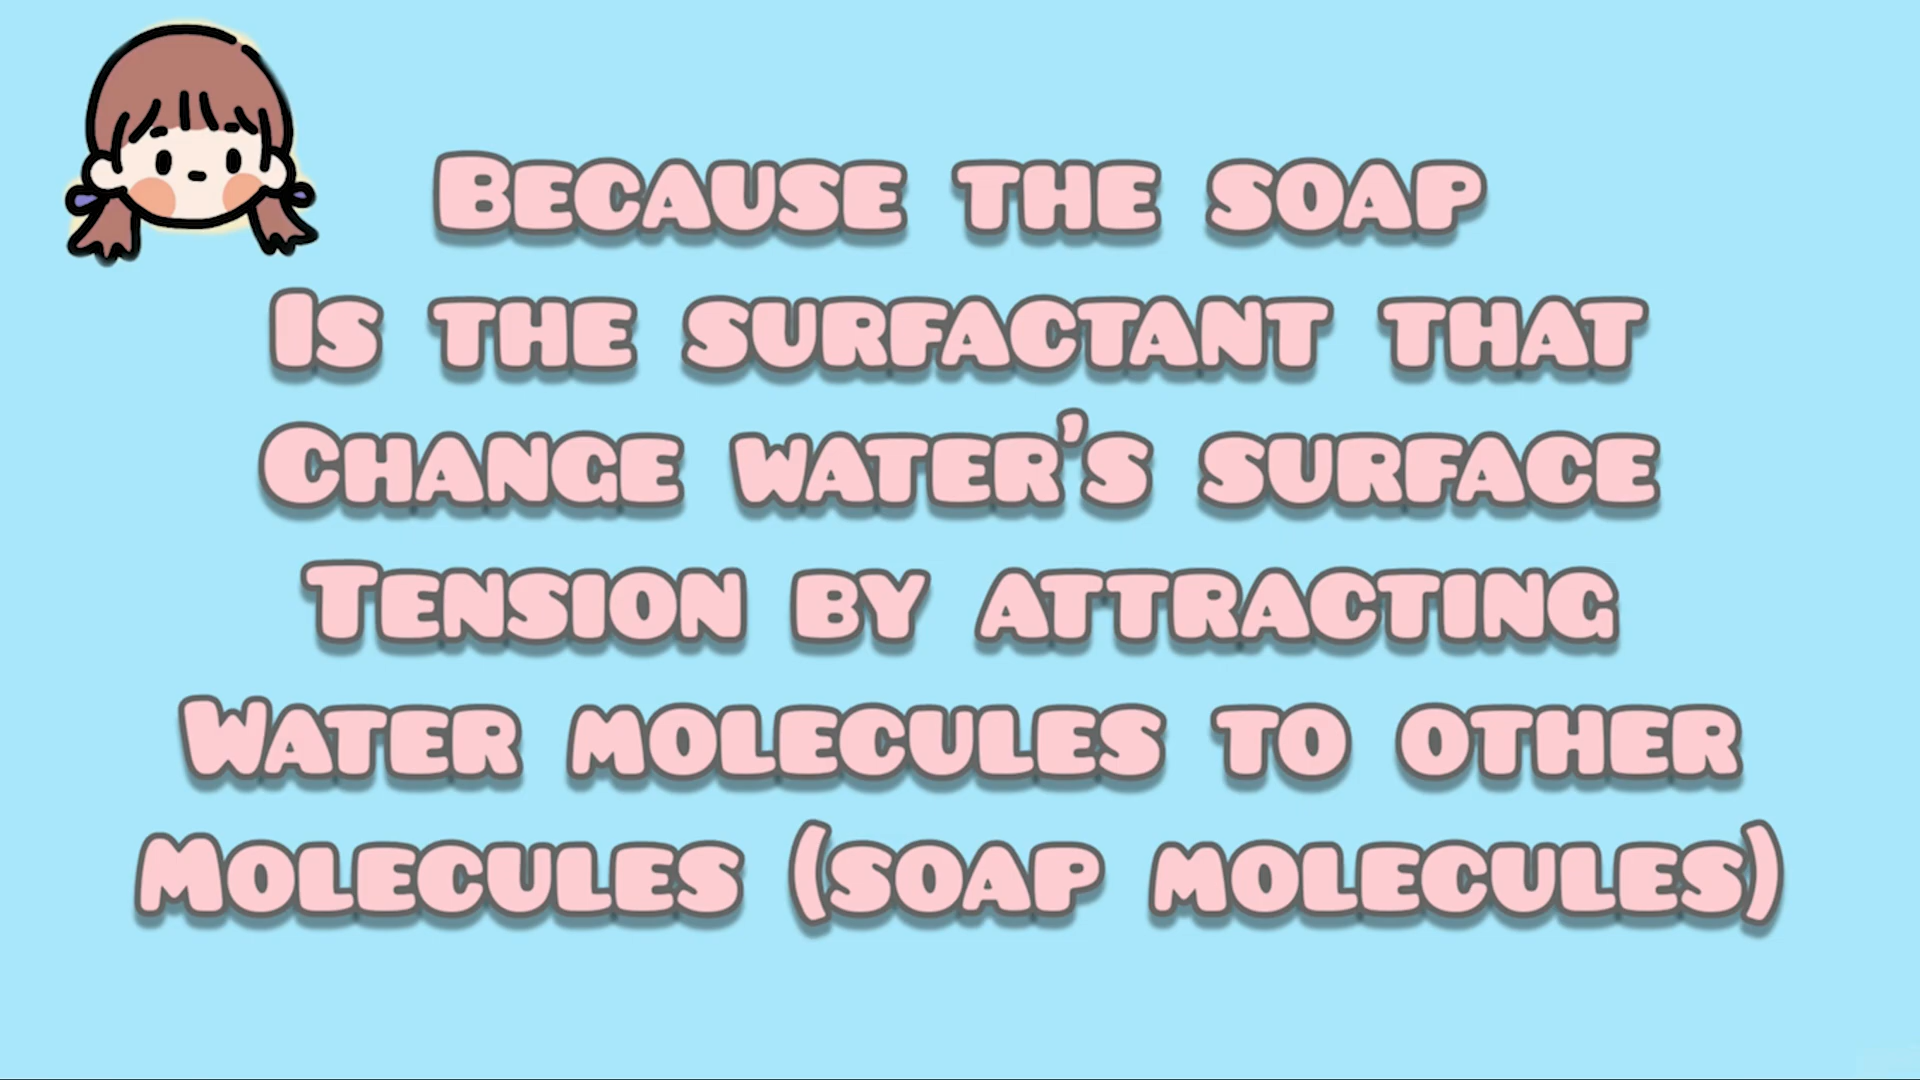 Because the soap
Is the surfactant that
Change water's surface
Tension by attracting
Water molecules to other
Molecules (soap molecules)